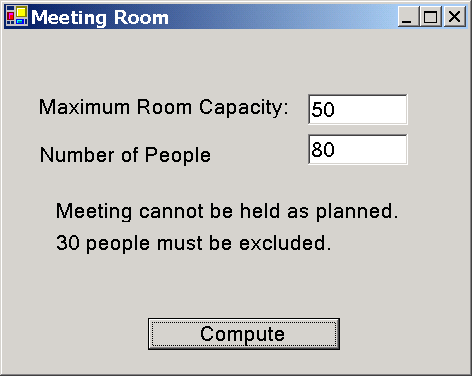 Meeting Room
Maximum Room Capacity: 50
Number of People 80
Meeting cannot be held as planned.
30 people must be excluded.
Compute